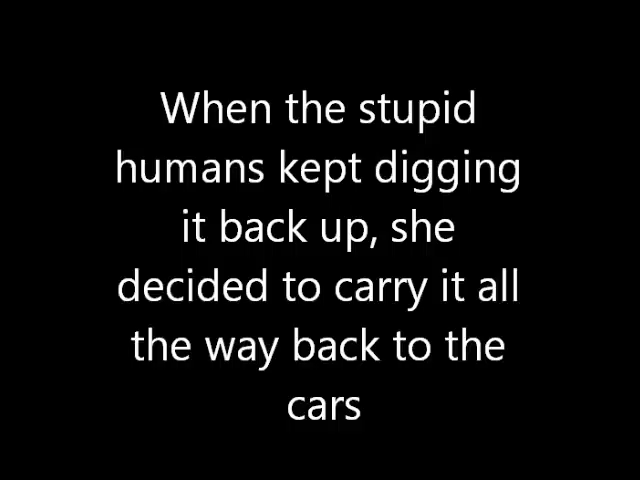 When the stupid
humans kept digging
it back up, she
decided to carry it all
the way back to the
cars